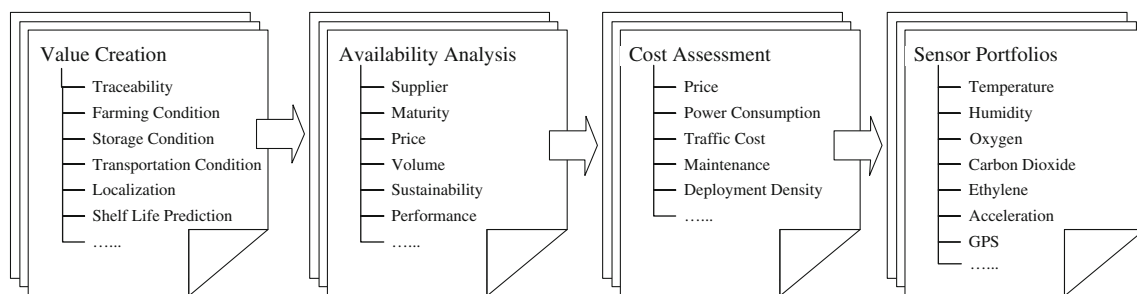 Value Creation
Traceability
Farming Condition
Storage Condition
Transportation Condition
Localization
Shelf Life Prediction
…...
Availability Analysis
Supplier
Maturity
Price
Volume
Sustainability
Performance
…...
Cost Assessment
Price
Power Consumption
Traffic Cost
Maintenance
Deployment Density
…...
Sensor Portfolios
Temperature
Humidity
Oxygen
Carbon Dioxide
Ethylene
Acceleration
GPS
…...